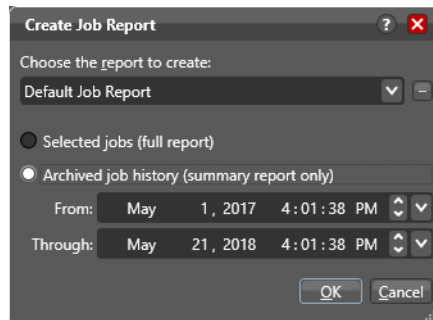 Create Job Report ?
Choose the report to create:
Default Job Report
Selected jobs (full report)
Archived job history (summary report only)
From: May 1, 2017 4:01:38 PM
Through: May 21, 2018 4:01:38 PM
OK Cancel